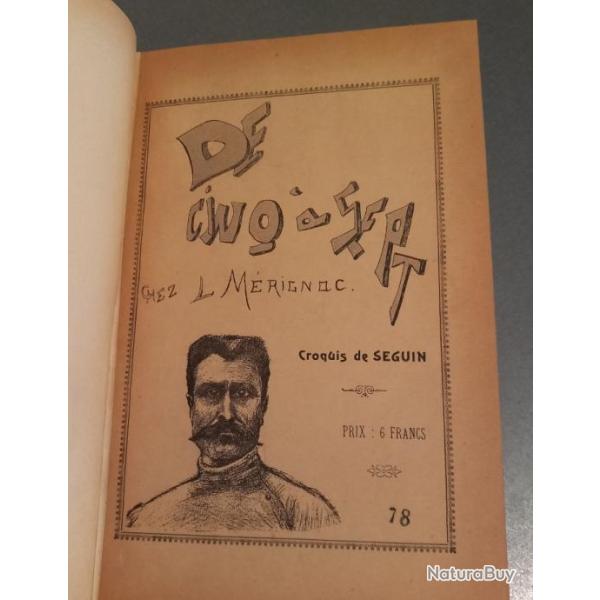 DE
CINQ à SEPT
CHEZ L MÉRIGNAC.
Croquis de SEGUIN
PRIX : 6 FRANCS
78
NaturaBuy